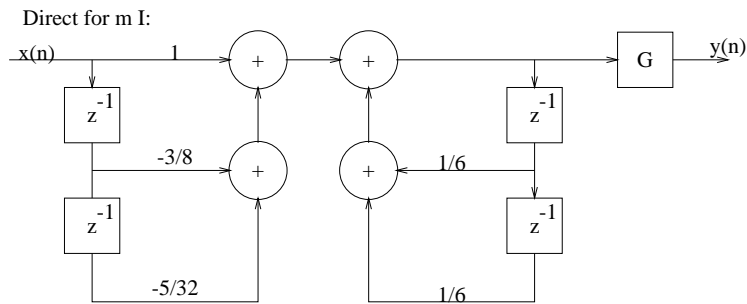 Direct for m I:
x(n)
1
+
+
G
y(n)
z-1
z-1
-3/8
+
+
1/6
z-1
z-1
-5/32
1/6